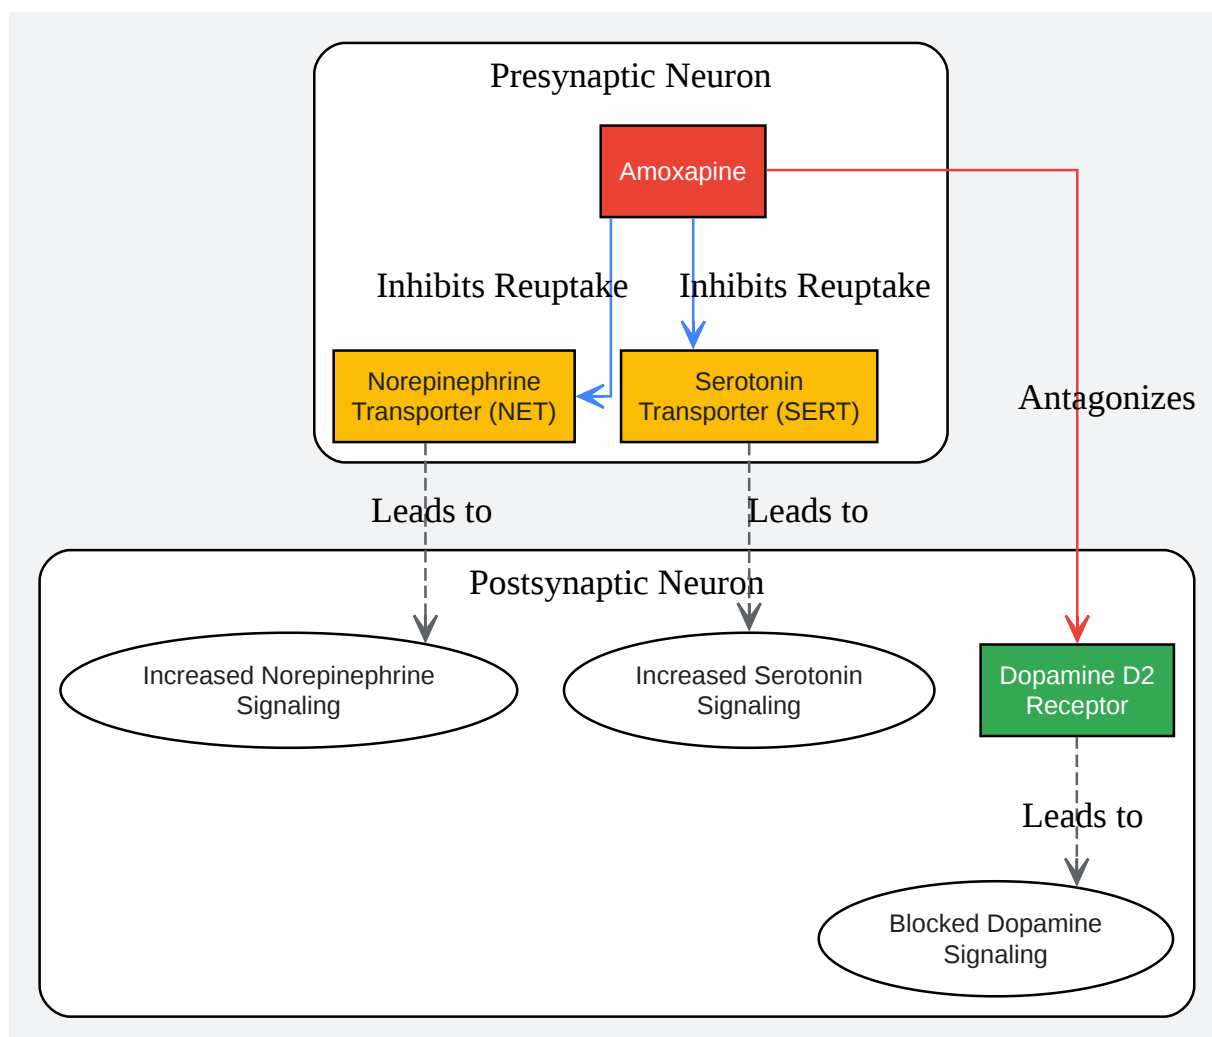 Presynaptic Neuron
Amoxapine
Inhibits Reuptake
Inhibits Reuptake
Norepinephrine
Transporter (NET)
Serotonin
Transporter (SERT)
Antagonizes
Leads to
Leads to
Postsynaptic Neuron
Increased Norepinephrine
Signaling
Increased Serotonin
Signaling
Dopamine D2
Receptor
Leads to
Blocked Dopamine
Signaling